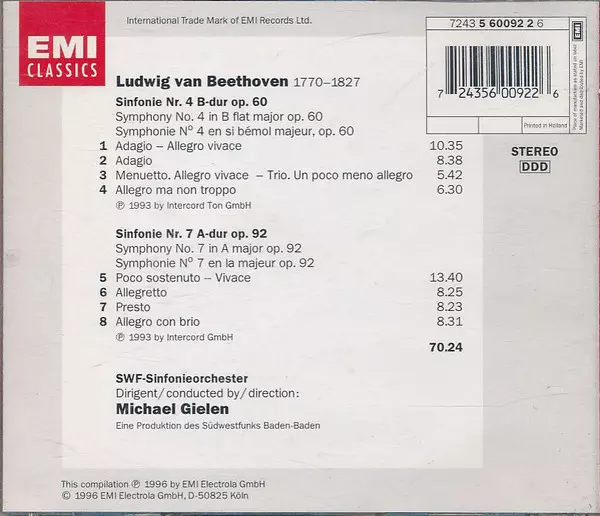 EMI
CLASSICS
International Trade Mark of EMI Records Ltd.
7243 5 60092 2 6
7 24356 00922 6
Printed in Holland
EMI
STEREO
DDD
Ludwig van Beethoven 1770–1827
Sinfonie Nr. 4 B-dur op. 60
Symphony No. 4 in B flat major op. 60
Symphonie Nº 4 en si bémol majeur, op. 60
1 Adagio – Allegro vivace 10.35
2 Adagio 8.38
3 Menuetto. Allegro vivace – Trio. Un poco meno allegro 5.42
4 Allegro ma non troppo 6.30
℗ 1993 by Intercord Ton GmbH
Sinfonie Nr. 7 A-dur op. 92
Symphony No. 7 in A major op. 92
Symphonie Nº 7 en la majeur op. 92
5 Poco sostenuto – Vivace 13.40
6 Allegretto 8.25
7 Presto 8.23
8 Allegro con brio 8.31
℗ 1993 by Intercord GmbH
70.24
SWF-Sinfonieorchester
Dirigent/conducted by/direction:
Michael Gielen
Eine Produktion des Südwestfunks Baden-Baden
This compilation ℗ 1996 by EMI Electrola GmbH
© 1996 EMI Electrola GmbH, D-50825 Köln